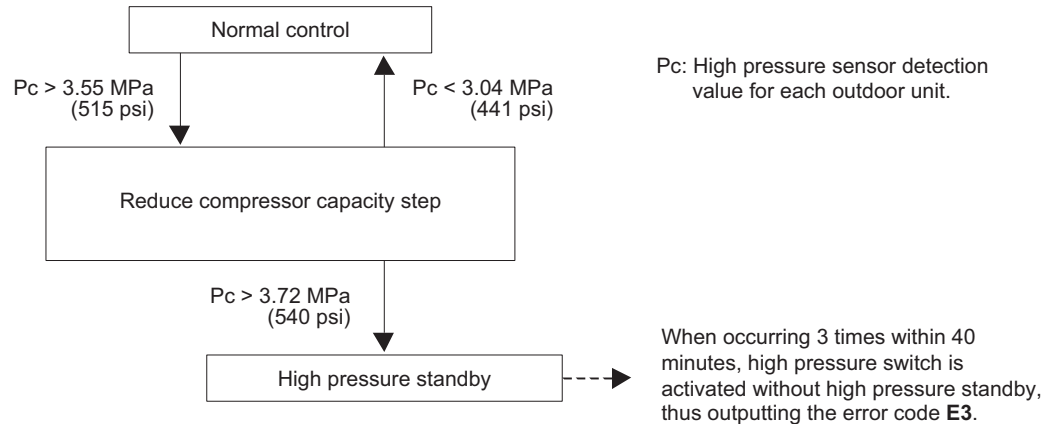 Normal control
Pc > 3.55 MPa
(515 psi)
Pc < 3.04 MPa
(441 psi)
Pc: High pressure sensor detection
value for each outdoor unit.
Reduce compressor capacity step
Pc > 3.72 MPa
(540 psi)
High pressure standby
When occurring 3 times within 40
minutes, high pressure switch is
activated without high pressure standby,
thus outputting the error code E3.